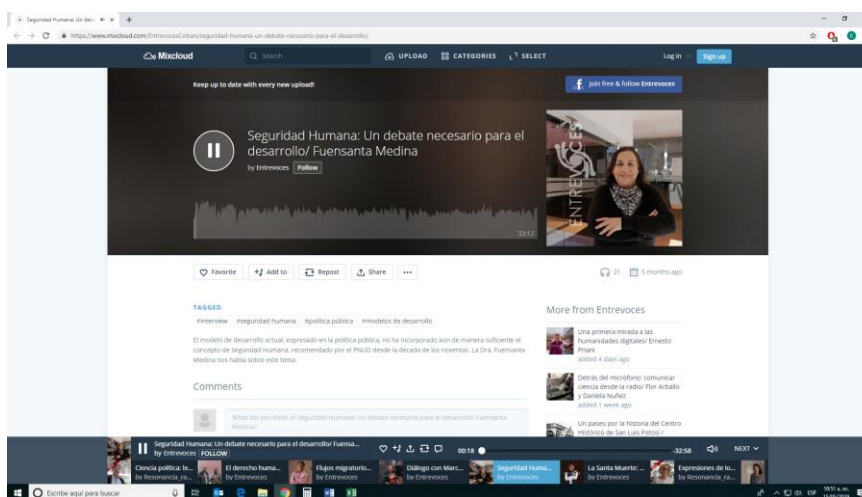 Seguridad Humana: Un deb
https://www.mixcloud.com/EntrevocesColsan/seguridad-humana-un-debate-necesario-para-el-desarrollo/
Mixcloud
Search
UPLOAD
CATEGORIES
SELECT
Log in
Sign up
Keep up to date with every new upload!
Join free & follow Entrevoces
Seguridad Humana: Un debate necesario para el
desarrollo/ Fuensanta Medina
by Entrevoces Follow
ENTREVOCES
33:12
Favorite
Add to
Repost
Share
21
5 months ago
TAGGED
#interview #seguridad humana #política pública #modelos de desarrollo
El modelo de desarrollo actual, expresado en la política pública, no ha incorporado aún de manera suficiente el
concepto de Seguridad Humana, recomendado por el PNUD desde la década de los noventas. La Dra. Fuensanta
Medina nos habla sobre este tema.
More from Entrevoces
Una primera mirada a las
humanidades digitales/ Ernesto
Priani
added 4 days ago
Detrás del micrófono: comunicar
ciencia desde la radio/ Flor Arballo
y Daniela Nuñez
added 1 week ago
Un paseo por la historia del Centro
Histórico de San Luis Potosí /
Comments
What did you think of Seguridad Humana: Un debate necesario para el desarrollo/ Fuensanta
Medina?
Seguridad Humana: Un debate necesario para el desarrollo/ Fuensa...
by Entrevoces FOLLOW
00:18
-32:58
NEXT
Ciencia política: le...
by Resonancia_ra...
El derecho huma...
by Entrevoces
Flujos migratorio...
by Entrevoces
Diálogo con Marc...
by Entrevoces
Seguridad Huma...
by Entrevoces
La Santa Muerte: ...
by Entrevoces
Expresiones de lo...
by Resonancia_ra...
Escribe aquí para buscar
ESP
10:51 a. m.